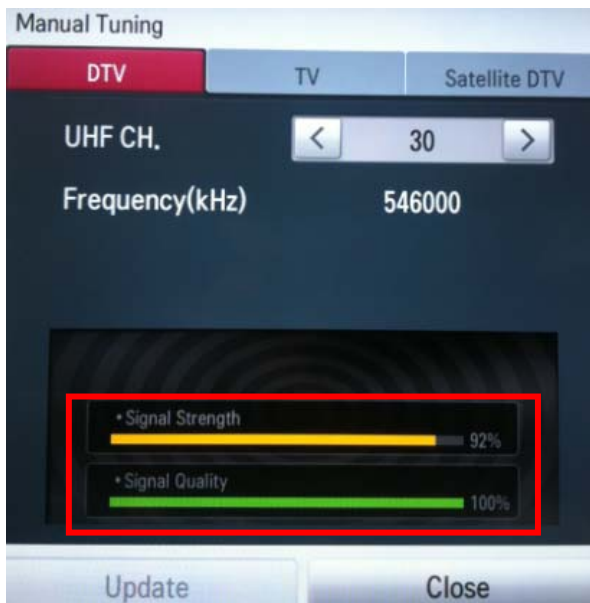 Manual Tuning
DTV TV Satellite DTV
UHF CH. < 30 >
Frequency(kHz) 546000
• Signal Strength
92%
• Signal Quality
100%
Update Close